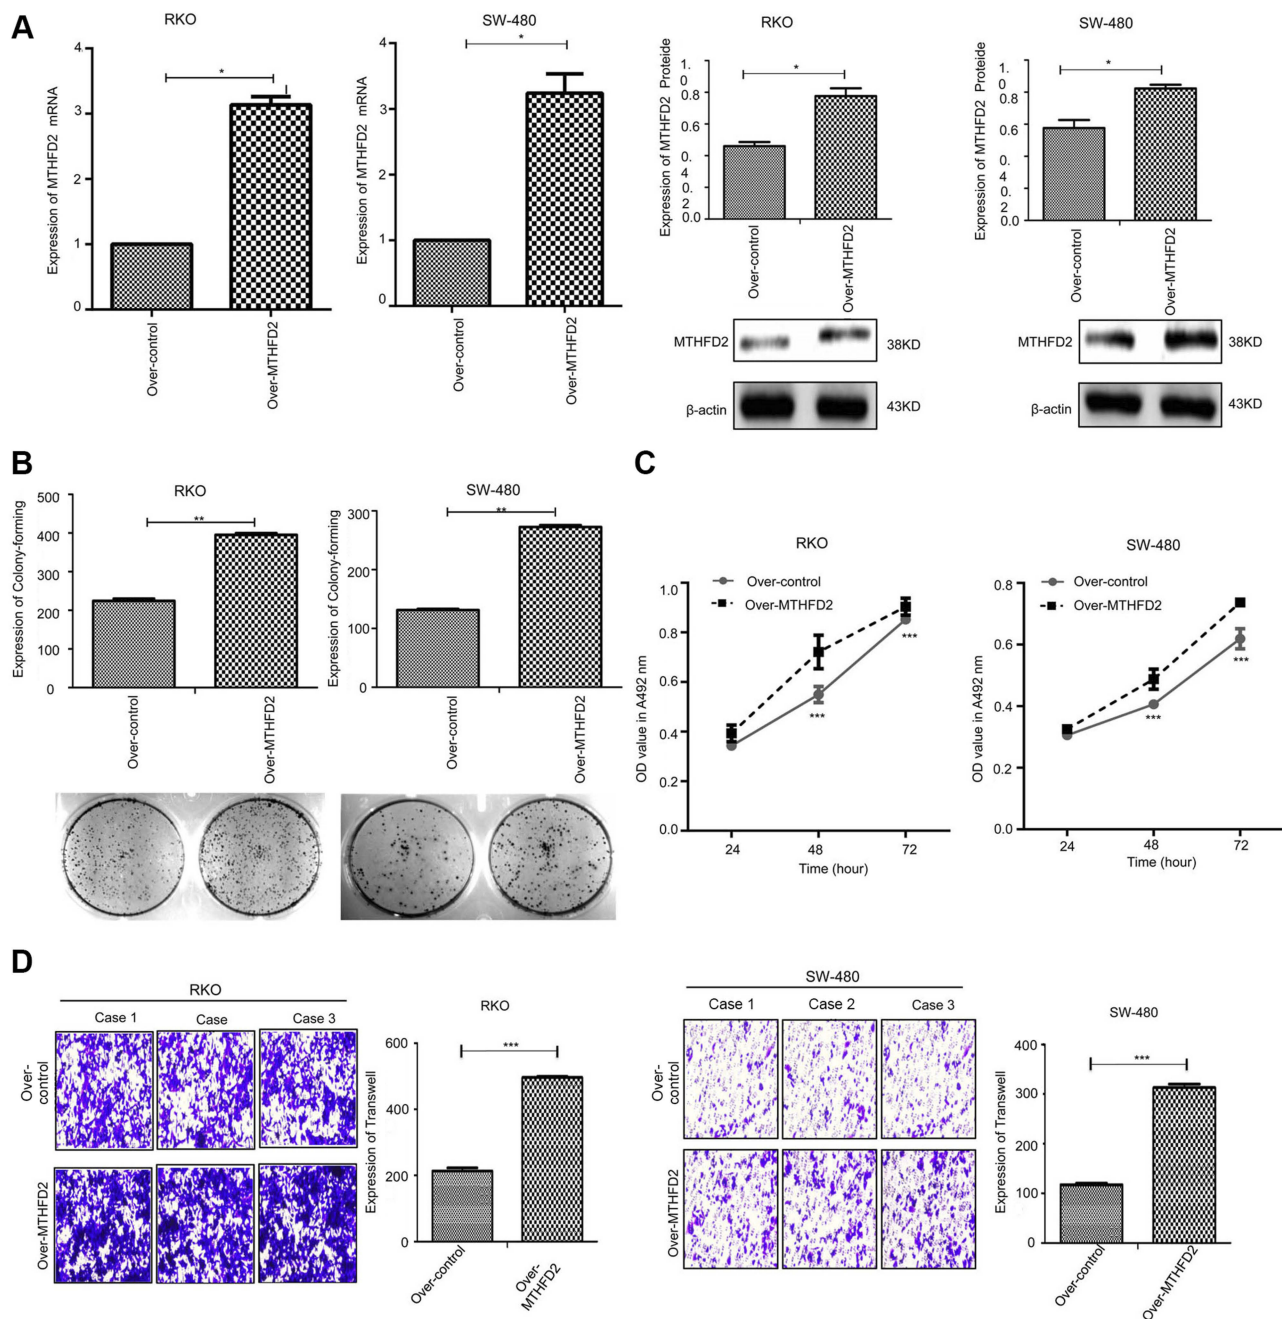 A
RKO
Expression of MTHFD2 mRNA
4
3
2
1
0
*
Over-control
Over-MTHFD2
SW-480
Expression of MTHFD2 mRNA
4
3
2
1
0
*
Over-control
Over-MTHFD2
RKO
Expression of MTHFD2 Proteide
1.
0
0.8
0.6
0.
4
0.
2
0.0
*
Over-control
Over-MTHFD2
MTHFD2
38KD
β-actin
43KD
SW-480
Expression of MTHFD2 Proteide
1.
0
0.8
0.6
0.
4
0.
2
0.0
*
Over-control
Over-MTHFD2
MTHFD2
38KD
β-actin
43KD
B
RKO
Expression of Colony-forming
500
400
300
200
100
0
**
Over-control
Over-MTHFD2
SW-480
Expression of Colony-forming
300
200
100
0
**
Over-control
Over-MTHFD2
C
RKO
Over-control
Over-MTHFD2
OD value in A492 nm
1.0
0.8
0.6
0.4
0.2
0.0
***
***
24 48 72
Time (hour)
SW-480
Over-control
Over-MTHFD2
OD value in A492 nm
0.8
0.6
0.4
0.2
0.0
***
***
24 48 72
Time (hour)
D
RKO
Case 1 Case Case 3
Over-
control
Over-MTHFD2
RKO
Expression of Transwell
600
400
200
0
***
Over-control
Over-
MTHFD2
SW-480
Case 1 Case 2 Case 3
Over-
control
Over-MTHFD2
SW-480
Expression of Transwell
400
300
200
100
0
***
Over-control
Over-MTHFD2